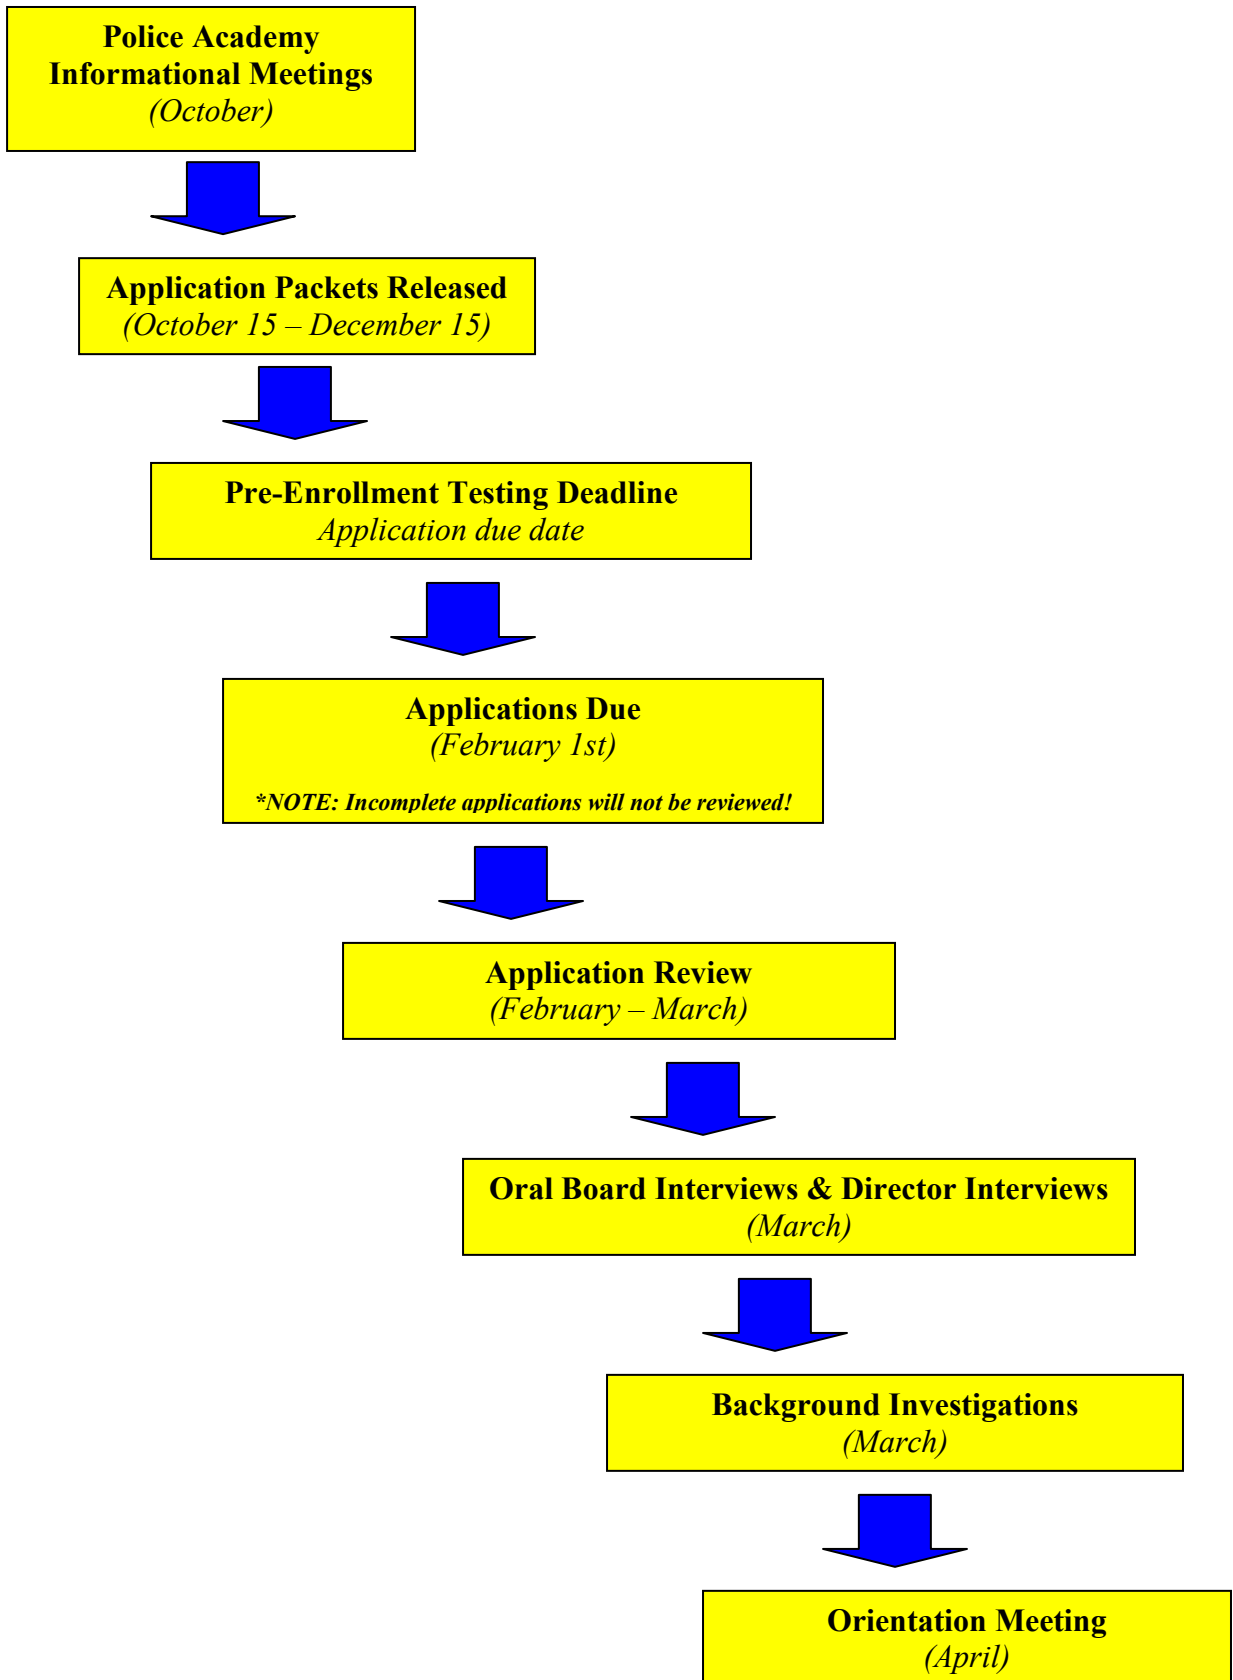 Police Academy
Informational Meetings
(October)
Application Packets Released
(October 15 – December 15)
Pre-Enrollment Testing Deadline
Application due date
Applications Due
(February 1st)
*NOTE: Incomplete applications will not be reviewed!
Application Review
(February – March)
Oral Board Interviews & Director Interviews
(March)
Background Investigations
(March)
Orientation Meeting
(April)